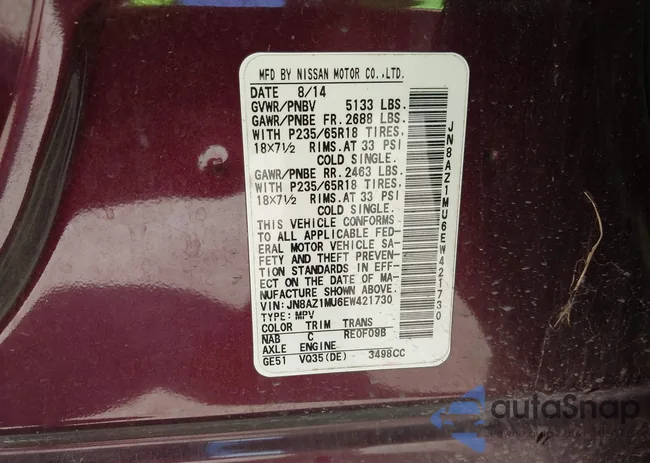 MFD BY NISSAN MOTOR CO.,LTD.
DATE 8/14
GVWR/PNBV 5133 LBS.
GAWR/PNBE FR. 2688 LBS.
WITH P235/65R18 TIRES,
18X7½ RIMS.AT 33 PSI
COLD SINGLE.
GAWR/PNBE RR. 2463 LBS.
WITH P235/65R18 TIRES,
18X7½ RIMS.AT 33 PSI
COLD SINGLE.
THIS VEHICLE CONFORMS
TO ALL APPLICABLE FED-
ERAL MOTOR VEHICLE SA-
FETY AND THEFT PREVEN-
TION STANDARDS IN EFF-
ECT ON THE DATE OF MA-
NUFACTURE SHOWN ABOVE.
VIN:JN8AZ1MU6EW421730
TYPE: MPV
COLOR TRIM TRANS
NAB C RE0F09B
AXLE ENGINE
GE51 VQ35(DE) 3498CC
JN8AZ1MU6EW421730
autaSnap